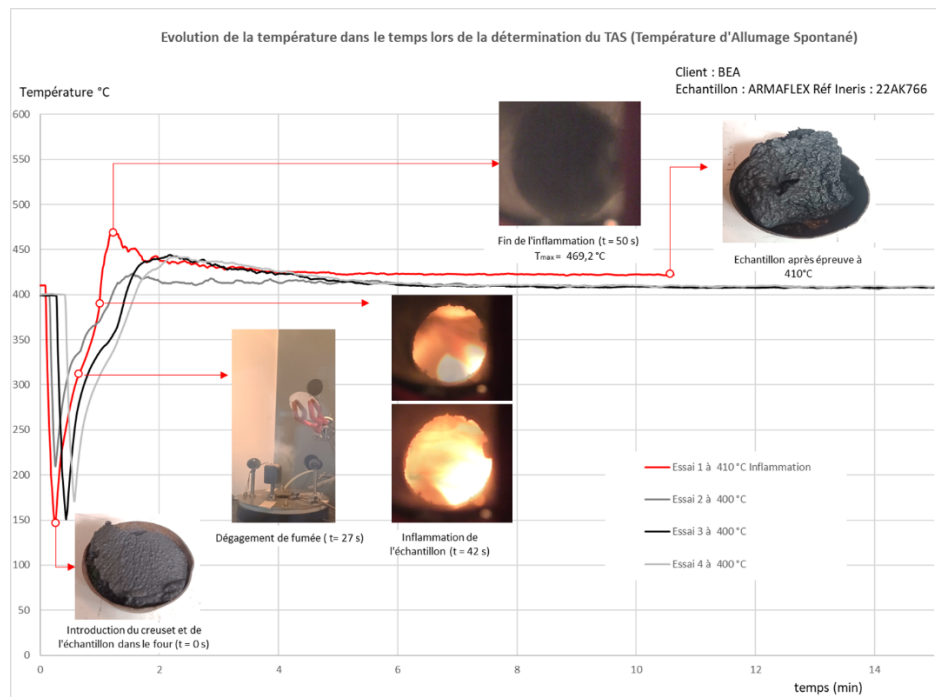 Evolution de la température dans le temps lors de la détermination du TAS (Température d'Allumage Spontané)
Client : BEA
Echantillon : ARMAFLEX Réf Ineris : 22AK766
Température °C
600
550
500
450
400
350
300
250
200
150
100
50
0
Fin de l'inflammation (t = 50 s)
Tmax = 469,2 °C
Echantillon après épreuve à
410°C
Dégagement de fumée ( t= 27 s)
Inflammation de
l'échantillon (t = 42 s)
Introduction du creuset et de
l'échantillon dans le four (t = 0 s)
Essai 1 à 410 °C Inflammation
Essai 2 à 400 °C
Essai 3 à 400 °C
Essai 4 à 400 °C
0 2 4 6 8 10 12 14
temps (min)